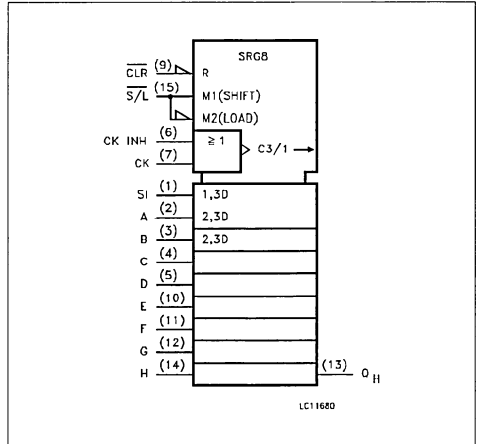 SRG8
CLR (9) R
S/L (15) M1(SHIFT)
M2(LOAD)
CK INH (6) ≥1
C3/1
CK (7)
SI (1) 1,3D
A (2) 2,3D
B (3) 2,3D
C (4)
D (5)
E (10)
F (11)
G (12)
H (14) (13) QH
LC11680